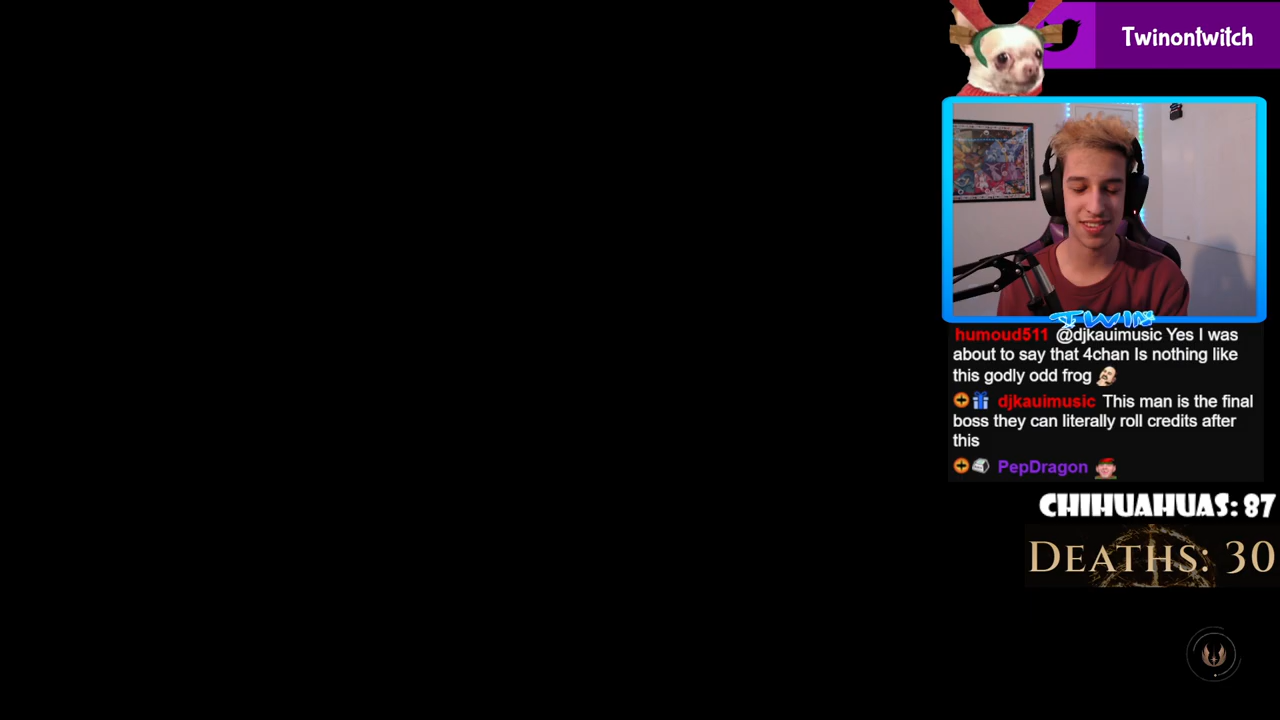 Twinontwitch
TWIN
humoud511 @djkauimusic Yes I was
about to say that 4chan Is nothing like
this godly odd frog
djkauimusic This man is the final
boss they can literally roll credits after
this
PepDragon
CHIHUAHUAS: 87
DEATHS: 30